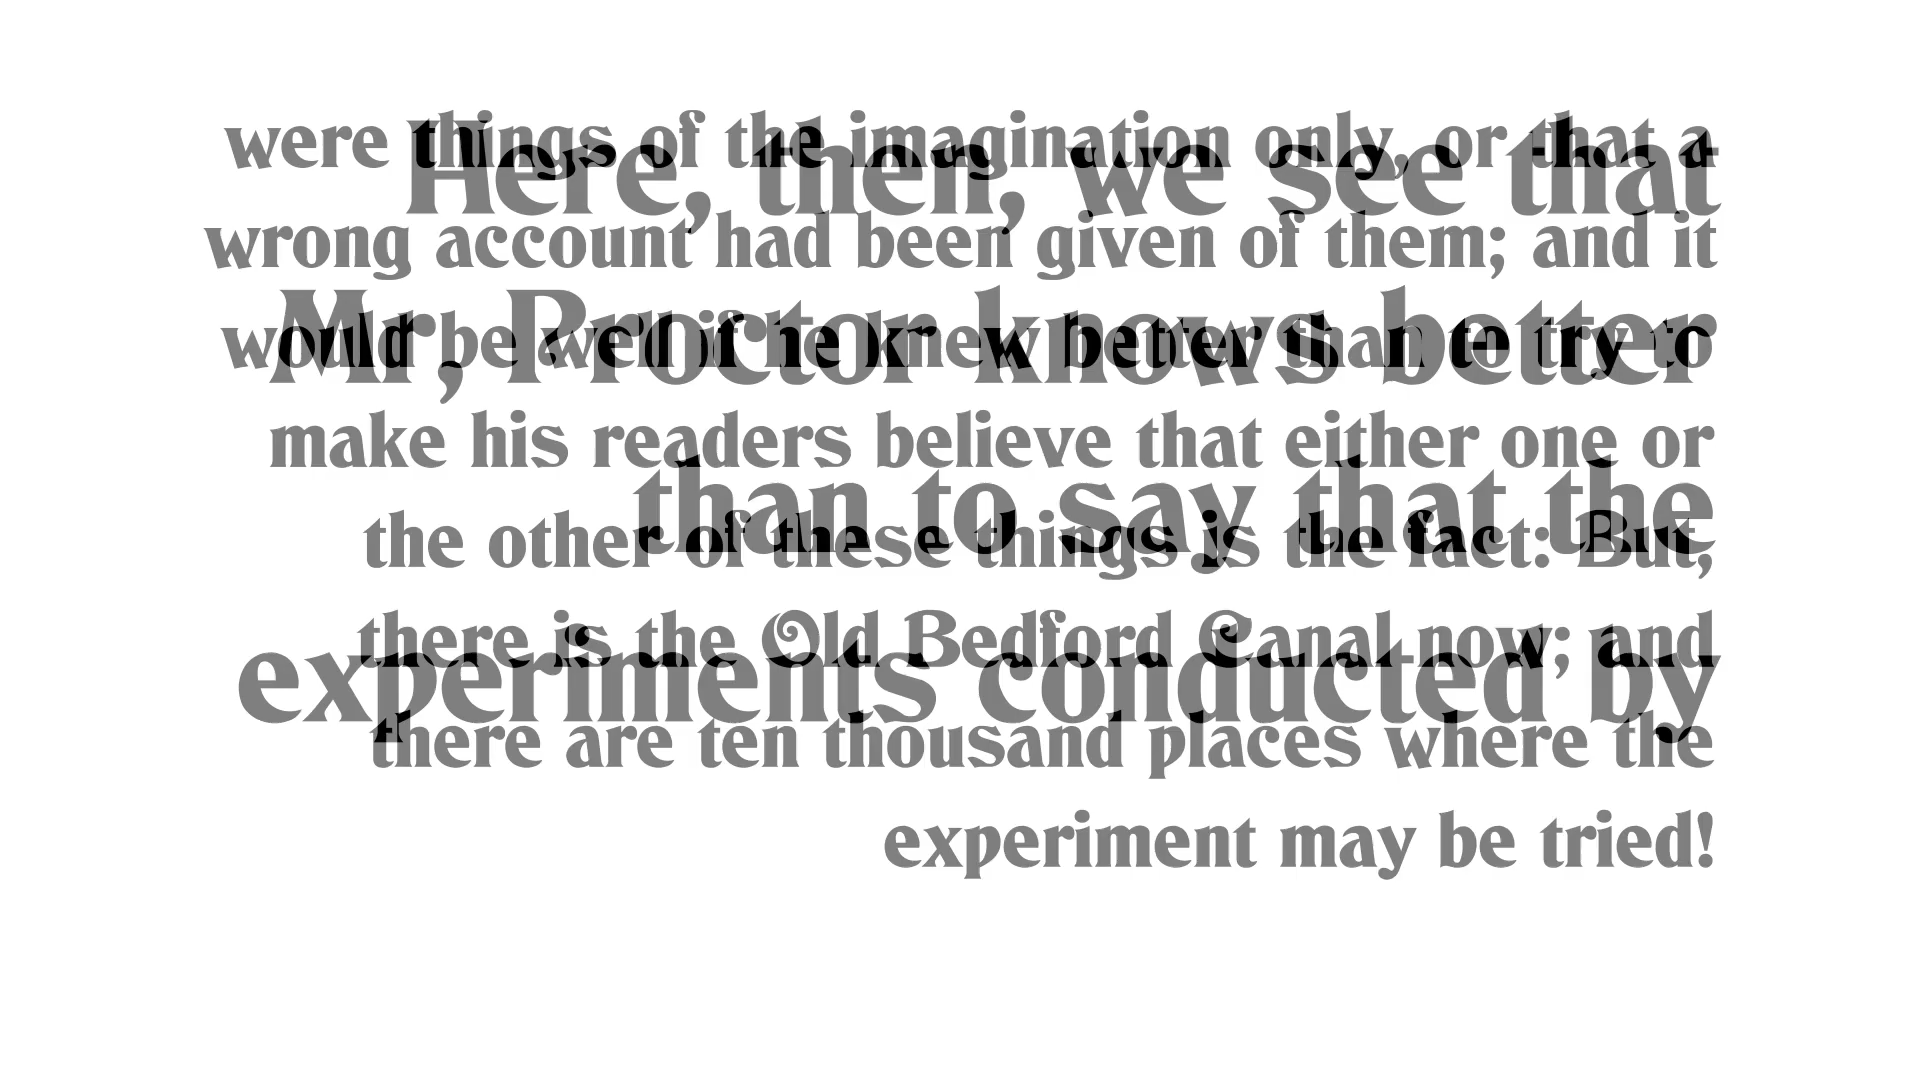 Here, then, we see that
Mr, Proctor knows better
than to say that the
experiments conducted by
were things of the imagination only, or that a
wrong account had been given of them; and it
would be well if he knew better than to try to
make his readers believe that either one or
the other of these things is the fact: But,
there is the Old Bedford Canal now; and
there are ten thousand places where the
experiment may be tried!